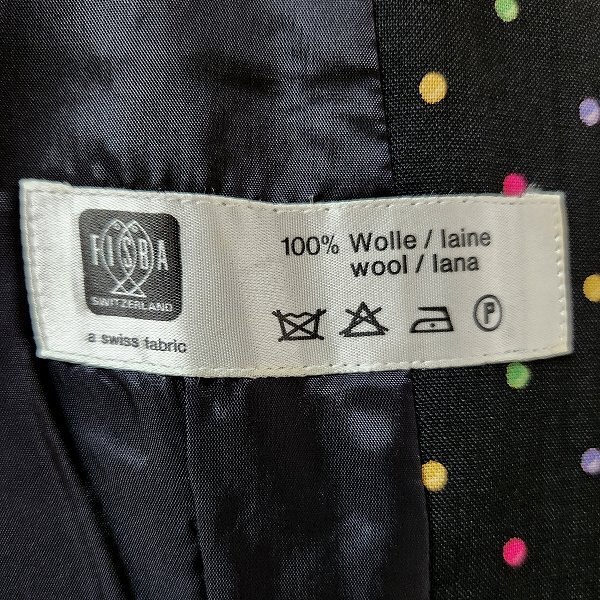 FISBA
SWITZERLAND
a swiss fabric
100% Wolle / laine
wool / lana
P